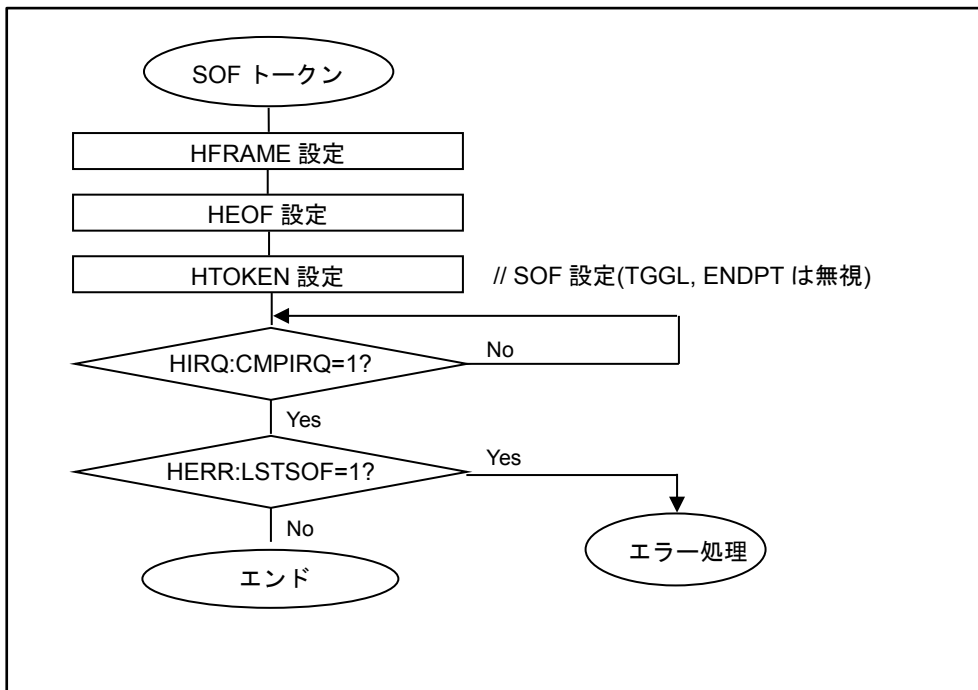 SOF トークン
HFRAME 設定
HEOF 設定
HTOKEN 設定 // SOF 設定(TGGL, ENDPT は無視)
HIRQ:CMPIRQ=1? No
Yes
HERR:LSTSOF=1? Yes
No
エラー処理
エンド